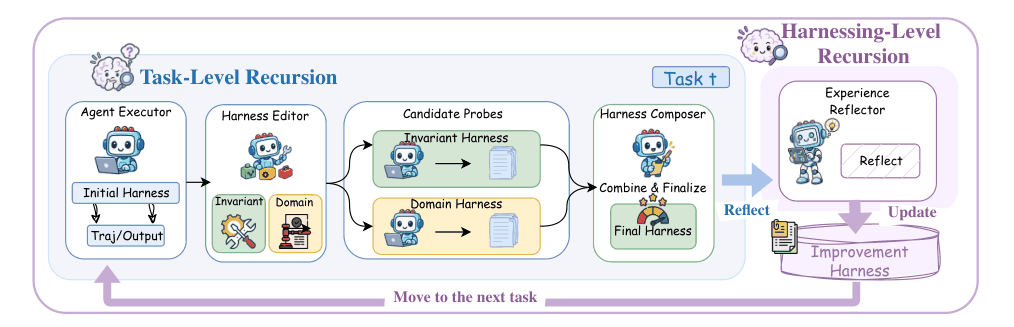 Harnessing-Level
Recursion
Task-Level Recursion
Task t
Agent Executor
Initial Harness
Traj/Output
Harness Editor
Invariant
Domain
Candidate Probes
Invariant Harness
Domain Harness
Harness Composer
Combine & Finalize
Final Harness
Reflect
Experience
Reflector
Reflect
Update
Improvement
Harness
Move to the next task